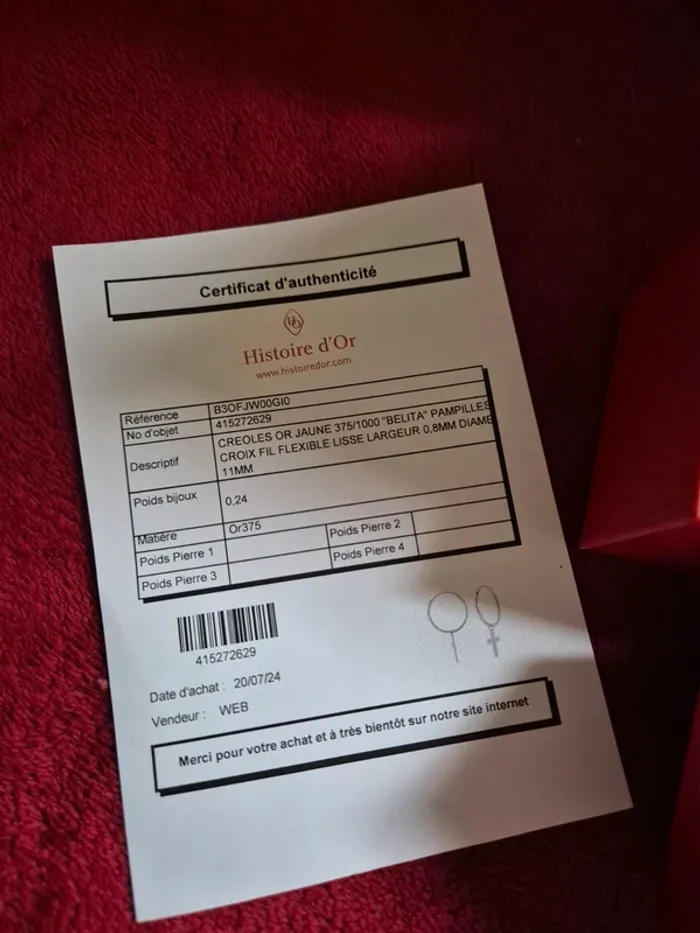 Certificat d'authenticité
Histoire d'Or
www.histoiredor.com
Référence B3OFJW00GI0
No d'objet 415272629
Descriptif CREOLES OR JAUNE 375/1000 "BELITA" PAMPILLES
CROIX FIL FLEXIBLE LISSE LARGEUR 0,8MM DIAME
11MM
Poids bijoux 0,24
Matière Or375
Poids Pierre 1 Poids Pierre 2
Poids Pierre 3 Poids Pierre 4
415272629
Date d'achat : 20/07/24
Vendeur : WEB
Merci pour votre achat et à très bientôt sur notre site internet